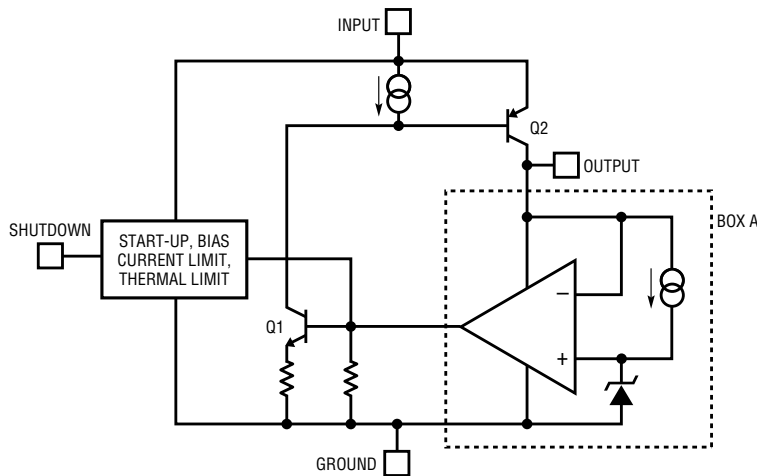 INPUT
Q2
OUTPUT
BOX A
SHUTDOWN
START-UP, BIAS
CURRENT LIMIT,
THERMAL LIMIT
−
Q1
+
GROUND